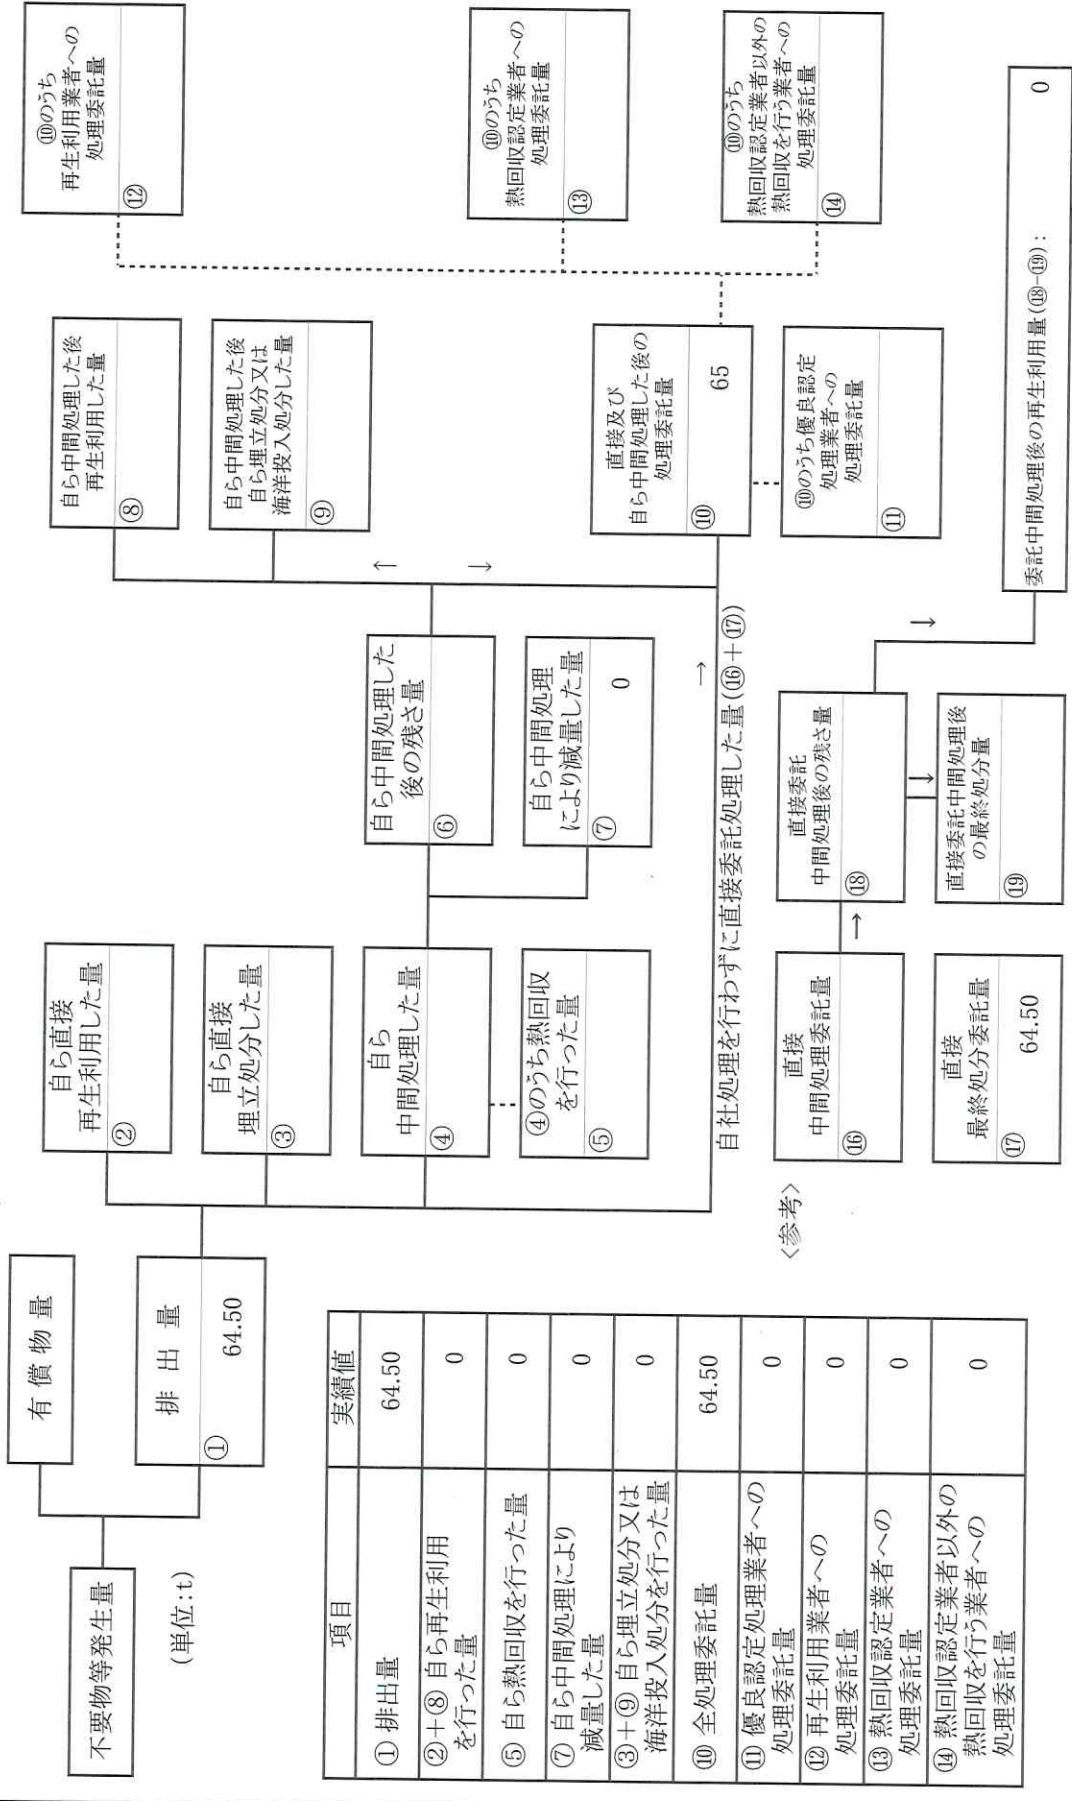 不要物等発生量
(単位:t)
有償物量
排出量
①
64.50
自ら直接
再生利用した量
②
自ら直接
埋立処分した量
③
自ら
中間処理した量
④
④のうち熱回収
を行った量
⑤
自ら中間処理した
後の残さ量
⑥
自ら中間処理
により減量した量
⑦
0
自ら中間処理した後
再生利用した量
⑧
自ら中間処理した後
自ら埋立処分又は
海洋投入処分した量
⑨
→
←
→
直接及び
自ら中間処理した後の
処理委託量
⑩
65
⑩のうち優良認定
処理業者への
処理委託量
⑪
⑩のうち
再生利用業者への
処理委託量
⑫
⑩のうち
熱回収認定業者への
処理委託量
⑬
⑩のうち
熱回収認定業者以外の
熱回収を行う業者への
処理委託量
⑭
自社処理を行わずに直接委託処理した量(⑯+⑰)
<参考>
直接
中間処理委託量
⑯
→
直接
最終処分委託量
⑰
64.50
直接委託
中間処理後の残さ量
⑱
直接委託中間処理後
の最終処分量
⑲
委託中間処理後の再生利用量(⑱-⑲):
0
項目 実績値
①排出量 64.50
②+⑧自ら再生利用
を行った量 0
⑤自ら熱回収を行った量 0
⑦自ら中間処理により
減量した量 0
③+⑨自ら埋立処分又は
海洋投入処分を行った量 0
⑩全処理委託量 64.50
⑪優良認定処理業者への
処理委託量 0
⑫再生利用業者への
処理委託量 0
⑬熱回収認定業者への
処理委託量 0
⑭熱回収認定業者以外の
熱回収を行う業者への
処理委託量 0